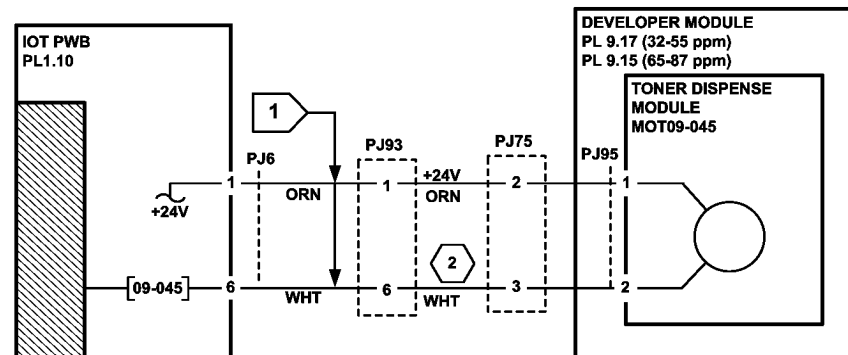 IOT PWB
PL1.10
DEVELOPER MODULE
PL 9.17 (32-55 ppm)
PL 9.15 (65-87 ppm)
TONER DISPENSE
MODULE
MOT09-045
1
PJ6
PJ93
PJ75
PJ95
+24V
1
ORN
1
+24V
ORN
2
1
09-045
6
WHT
6
2
WHT
3
2